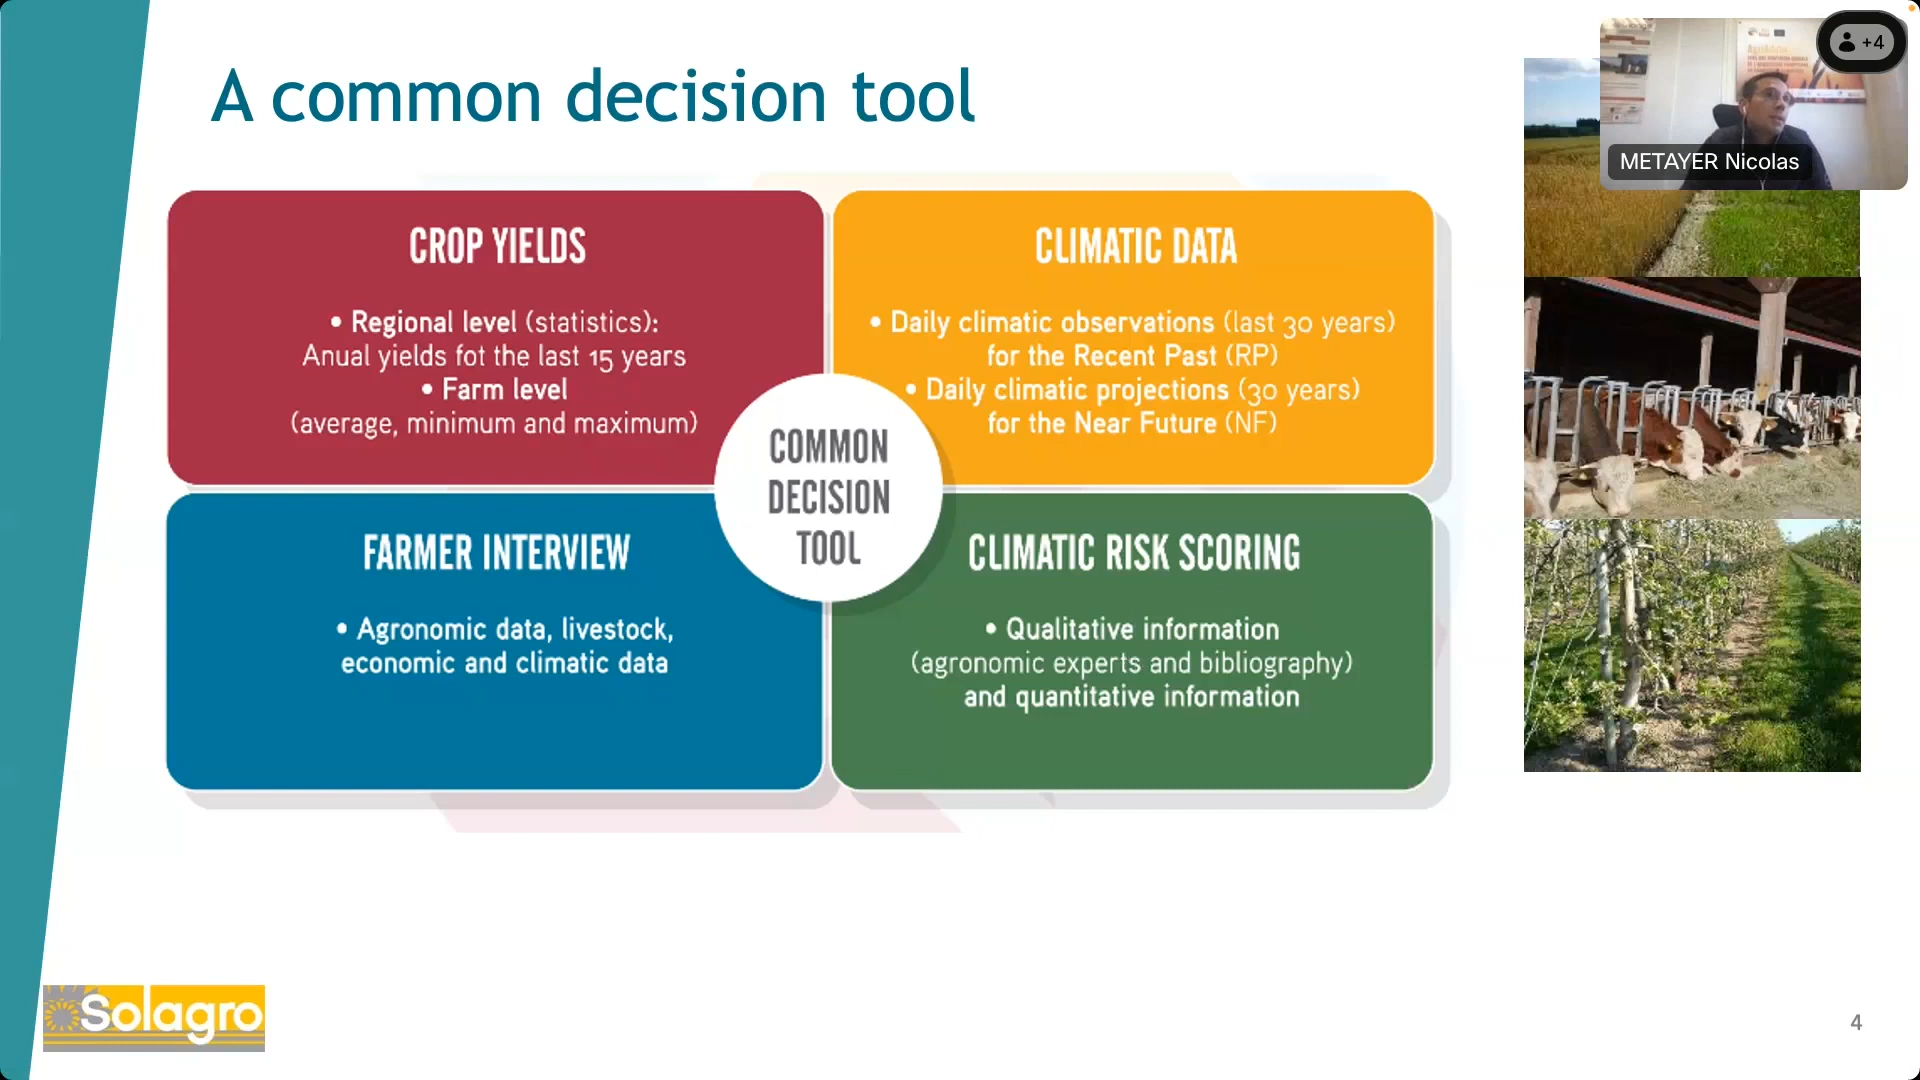 A common decision tool
+4
METAYER Nicolas
CROP YIELDS
• Regional level (statistics):
Anual yields fot the last 15 years
• Farm level
(average, minimum and maximum)
CLIMATIC DATA
• Daily climatic observations (last 30 years)
for the Recent Past (RP)
• Daily climatic projections (30 years)
for the Near Future (NF)
COMMON
DECISION
TOOL
FARMER INTERVIEW
• Agronomic data, livestock,
economic and climatic data
CLIMATIC RISK SCORING
• Qualitative information
(agronomic experts and bibliography)
and quantitative information
Solagro
4